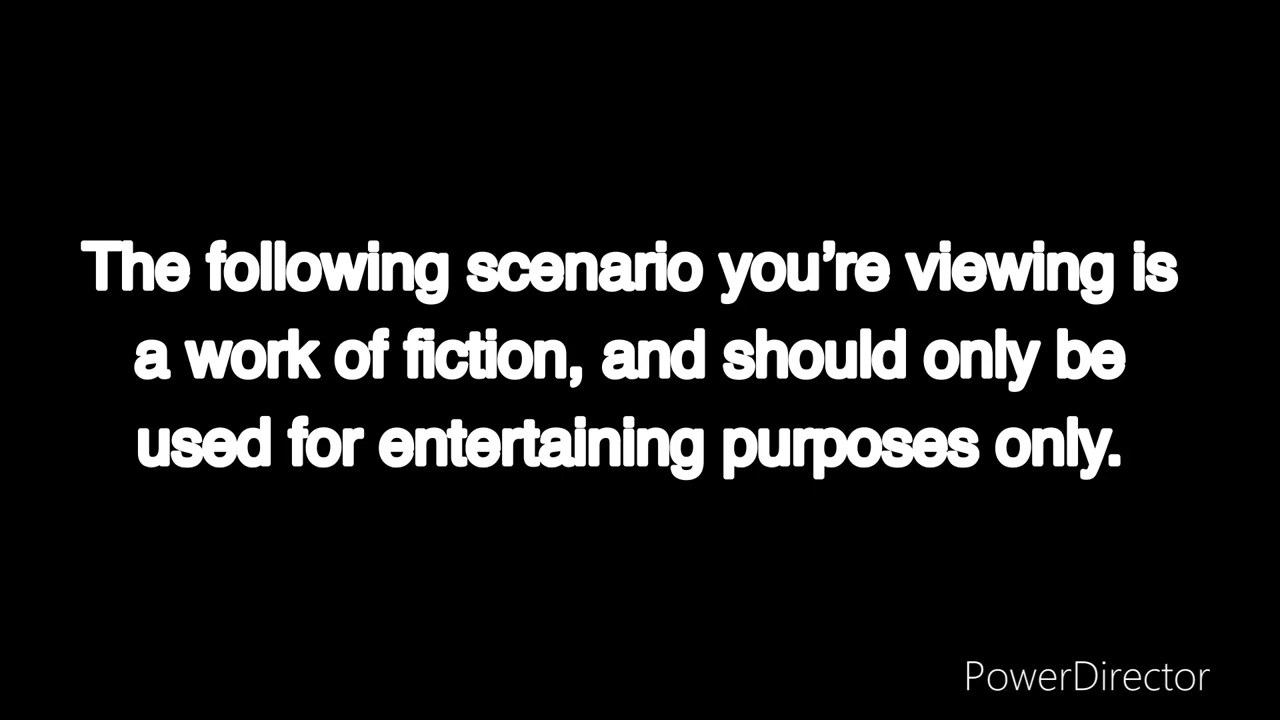 The following scenario you’re viewing is
a work of fiction, and should only be
used for entertaining purposes only.
PowerDirector